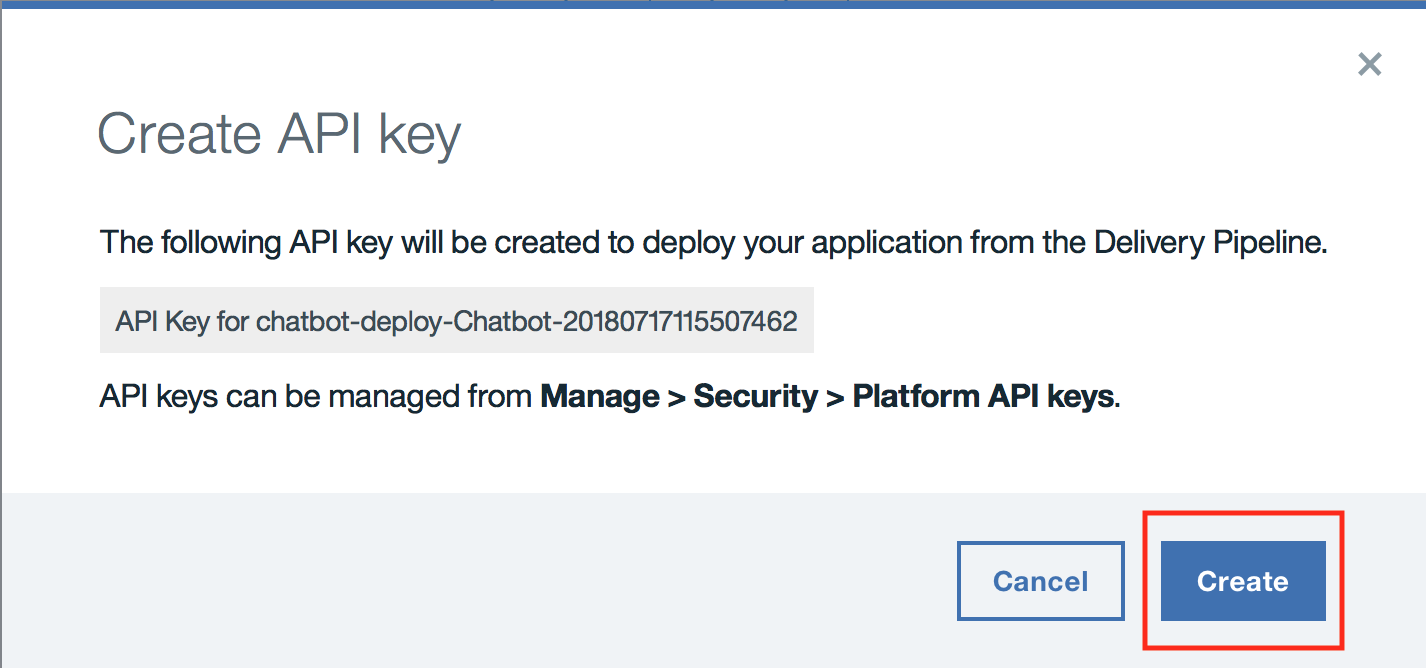 Create API key
The following API key will be created to deploy your application from the Delivery Pipeline.
API Key for chatbot-deploy-Chatbot-20180717115507462
API keys can be managed from Manage > Security > Platform API keys.
Cancel
Create